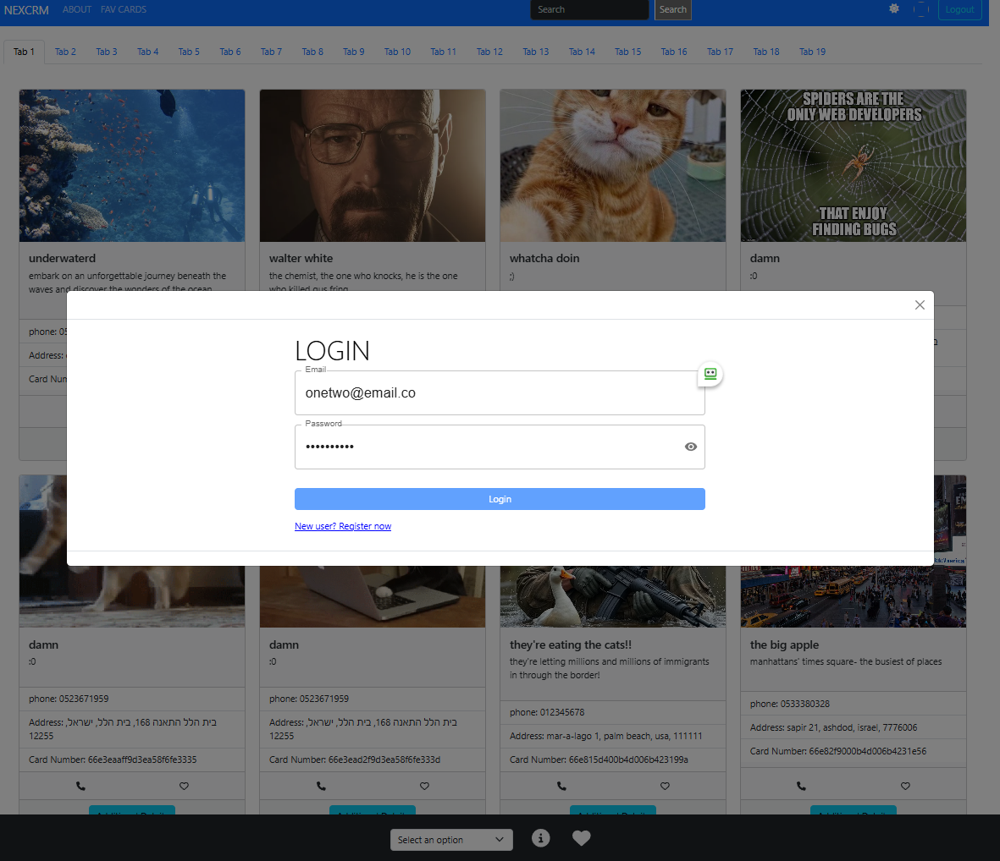 NEXCRM ABOUT FAV CARDS Search Search Logout
Tab 1 Tab 2 Tab 3 Tab 4 Tab 5 Tab 6 Tab 7 Tab 8 Tab 9 Tab 10 Tab 11 Tab 12 Tab 13 Tab 14 Tab 15 Tab 16 Tab 17 Tab 18 Tab 19
SPIDERS ARE THE
ONLY WEB DEVELOPERS
THAT ENJOY
FINDING BUGS
underwaterd
embark on an unforgettable journey beneath the
waves and discover the wonders of the ocean
phone: 05
Address:
Card Num
walter white
the chemist, the one who knocks, he is the one
who killed gus fring
whatcha doin
;)
damn
:0
LOGIN
Email
onetwo@email.co
Password
••••••••••
Login
New user? Register now
damn
:0
phone: 0523671959
Address: בית הלל התאנה 168, בית הלל, ישראל,
12255
Card Number: 66e3eaaff9d3ea58f6fe3335
damn
:0
phone: 0523671959
Address: בית הלל התאנה 168, בית הלל, ישראל,
12255
Card Number: 66e3ead2f9d3ea58f6fe333d
they're eating the cats!!
they're letting millions and millions of immigrants
in through the border!
phone: 012345678
Address: mar-a-lago 1, palm beach, usa, 111111
Card Number: 66e815d400b4d006b423199a
the big apple
manhattans' times square- the busiest of places
phone: 0533380328
Address: sapir 21, ashdod, israel, 7776006
Card Number: 66e82f9000b4d006b4231e56
Select an option